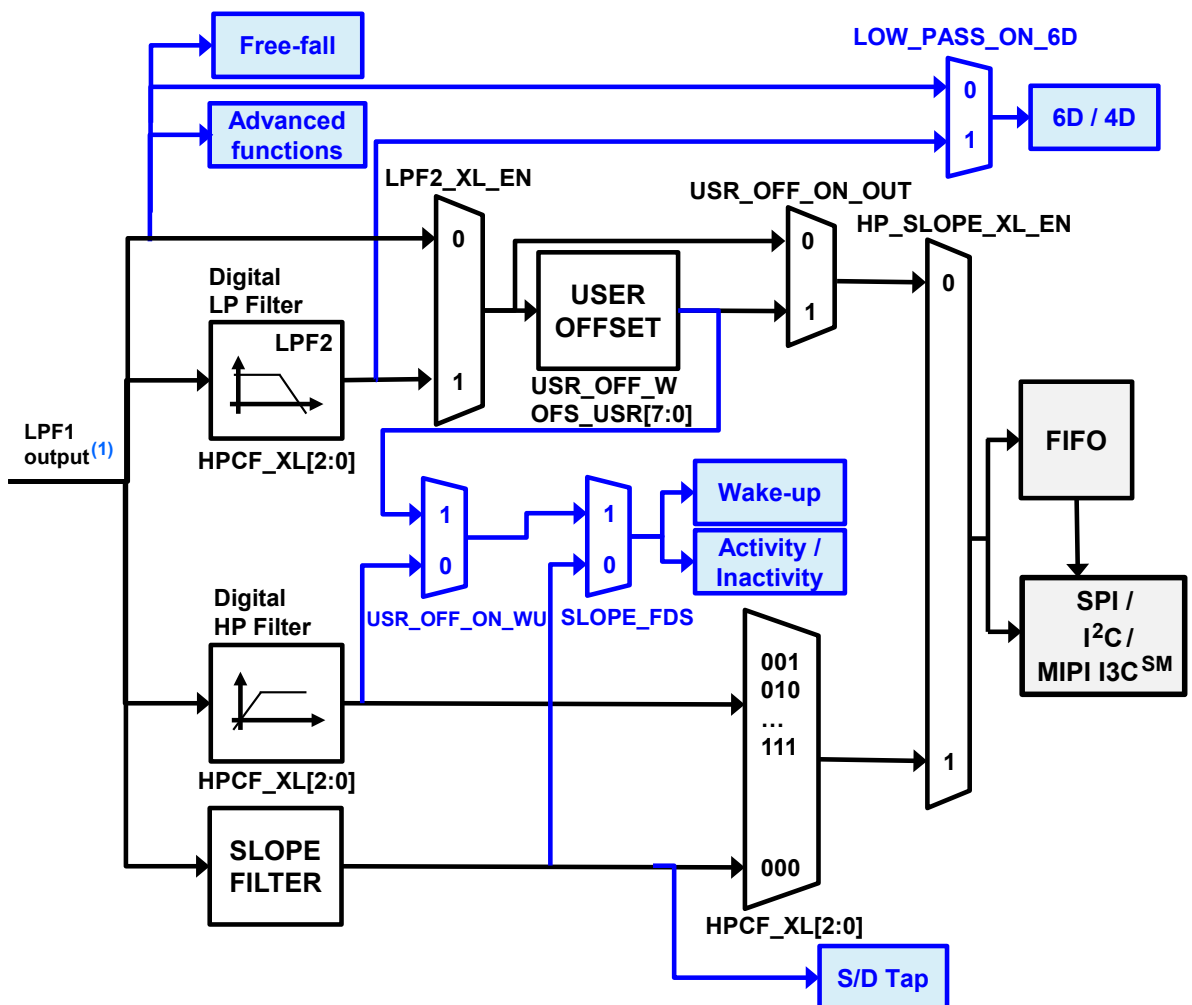 Free-fall
LOW_PASS_ON_6D
0
1
6D / 4D
Advanced
functions
LPF2_XL_EN
0
1
USR_OFF_ON_OUT
0
1
HP_SLOPE_XL_EN
0
1
Digital
LP Filter
LPF2
HPCF_XL[2:0]
USER
OFFSET
USR_OFF_W
OFS_USR[7:0]
LPF1
output(1)
FIFO
SPI /
I2C /
MIPI I3CSM
Wake-up
Activity /
Inactivity
1
0
USR_OFF_ON_WU
1
0
SLOPE_FDS
Digital
HP Filter
HPCF_XL[2:0]
001
010
…
111
000
HPCF_XL[2:0]
SLOPE
FILTER
S/D Tap